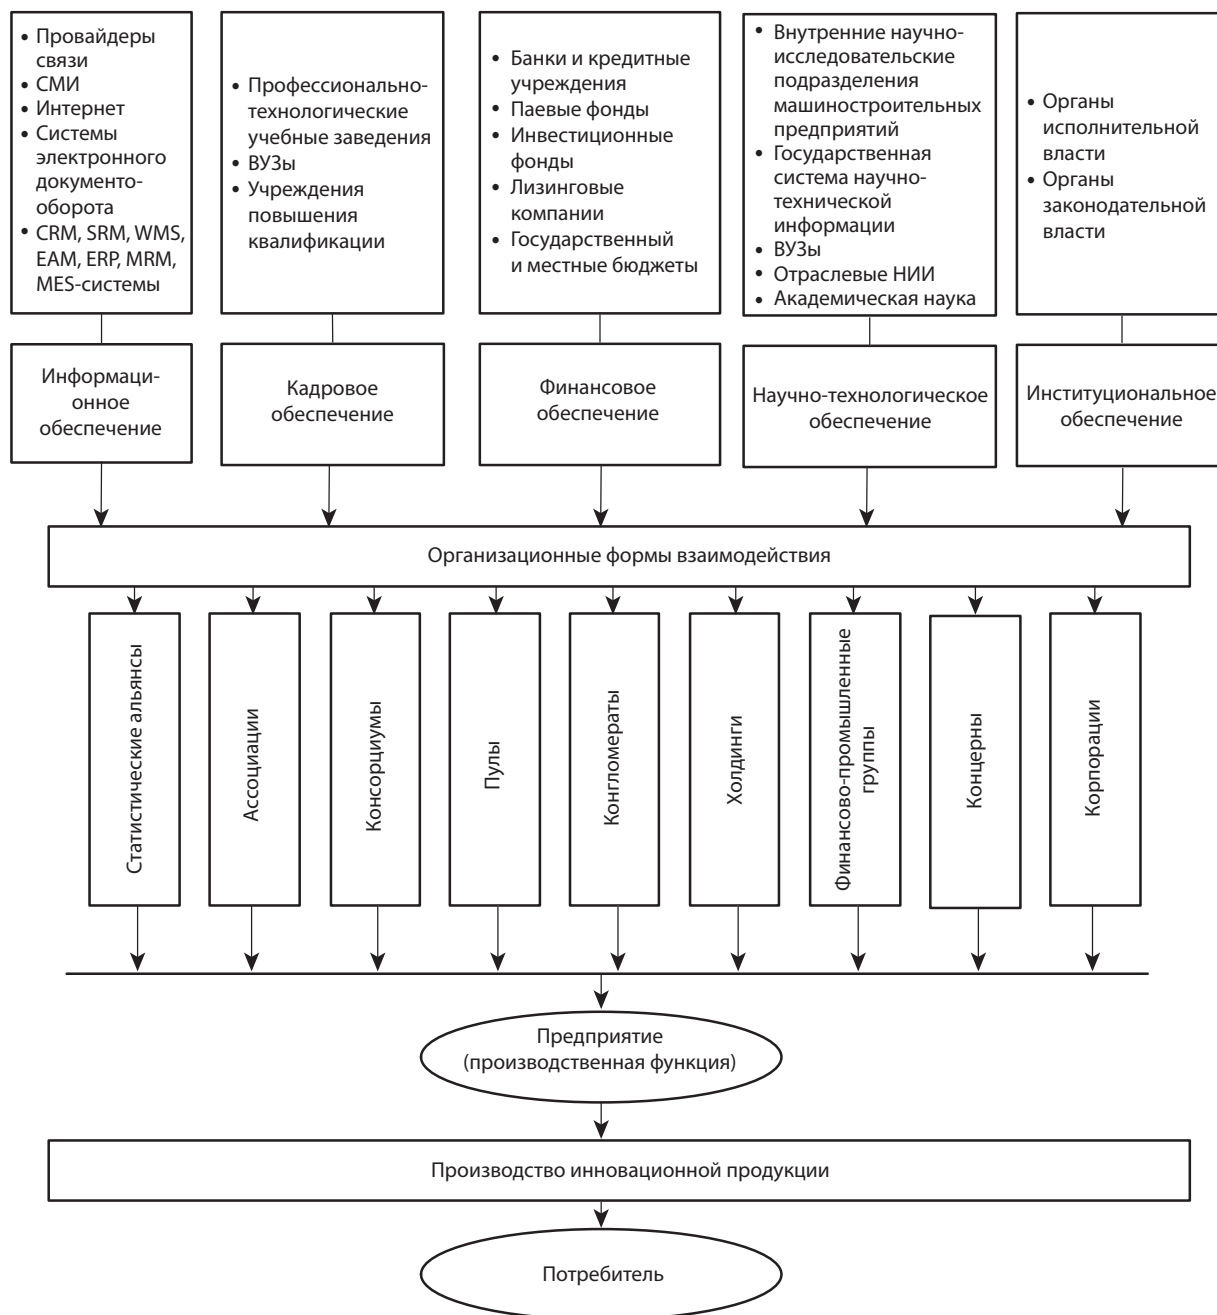 • Провайдеры
связи
• СМИ
• Интернет
• Системы
электронного
документо-
оборота
• CRM, SRM, WMS,
EAM, ERP, MRM,
MES-системы
• Профессионально-
технологические
учебные заведения
• ВУЗы
• Учреждения
повышения
квалификации
• Банки и кредитные
учреждения
• Паевые фонды
• Инвестиционные
фонды
• Лизинговые
компании
• Государственный
и местные бюджеты
• Внутренние научно-
исследовательские
подразделения
машиностроительных
предприятий
• Государственная
система научно-
технической
информации
• ВУЗы
• Отраслевые НИИ
• Академическая наука
• Органы
исполнительной
власти
• Органы
законодательной
власти
Информаци-
онное
обеспечение
Кадровое
обеспечение
Финансовое
обеспечение
Научно-технологическое
обеспечение
Институциональное
обеспечение
Организационные формы взаимодействия
Статистические альянсы
Ассоциации
Консорциумы
Пулы
Конгломераты
Холдинги
Финансово-промышленные
группы
Концерны
Корпорации
Предприятие
(производственная функция)
Производство инновационной продукции
Потребитель